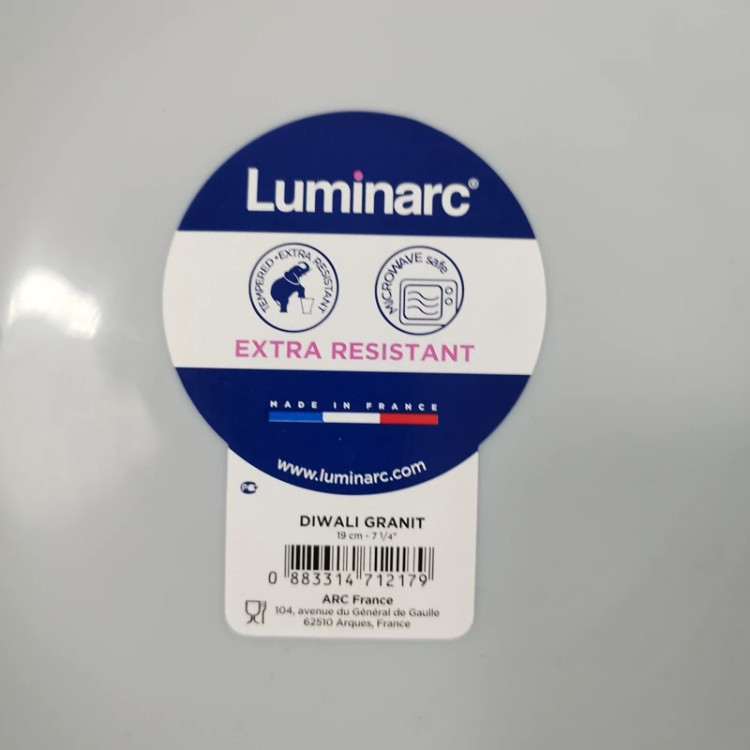 Luminarc®
TEMPERED • EXTRA RESISTANT
MICROWAVE safe
EXTRA RESISTANT
MADE IN FRANCE
www.luminarc.com
DIWALI GRANIT
19 cm - 7 1/4"
0 883314 712179
ARC France
104, avenue du Général de Gaulle
62510 Arques, France